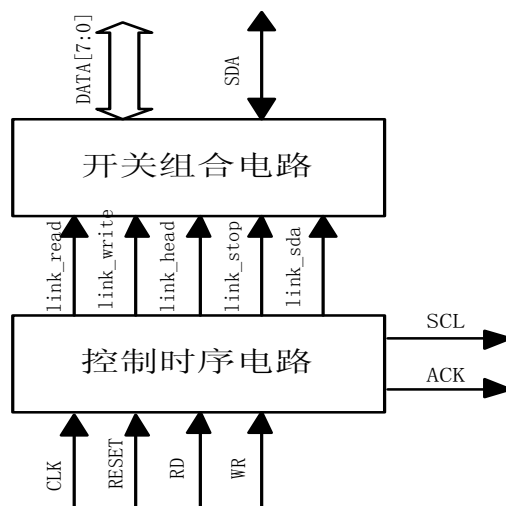 DATA[7:0]
SDA
开关组合电路
link_read
link_write
link_head
link_stop
link_sda
控制时序电路
SCL
ACK
CLK
RESET
RD
WR